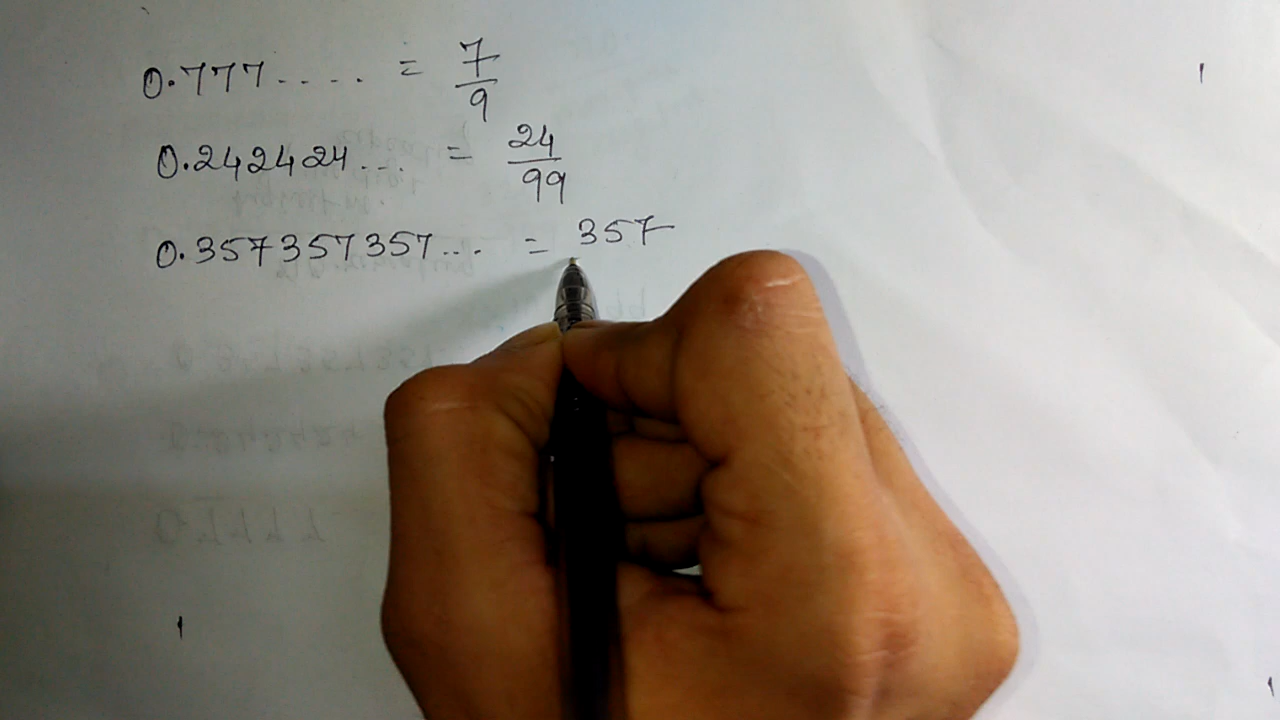 0.777.... = 7/9
0.242424... = 24/99
0.357357357... = 357